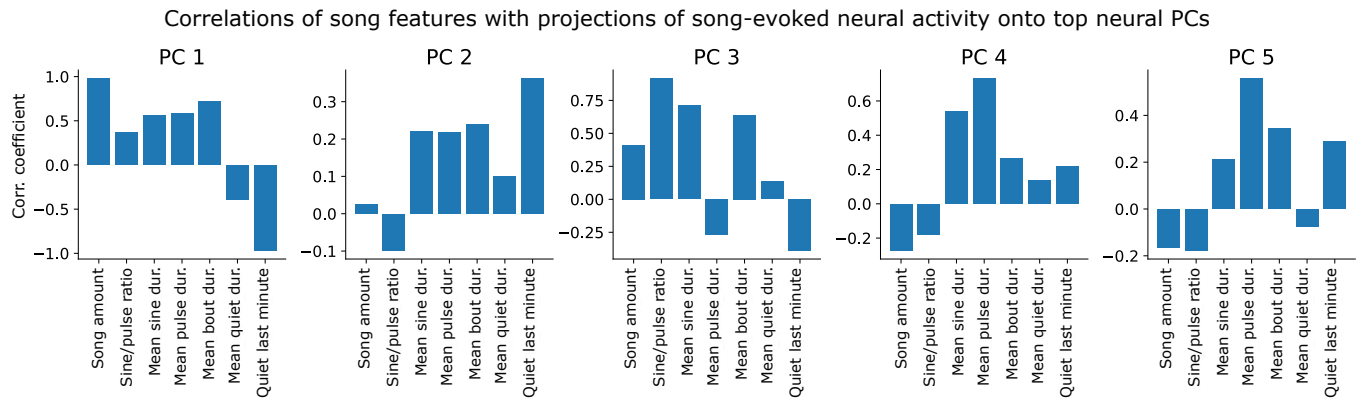 Correlations of song features with projections of song-evoked neural activity onto top neural PCs
PC 1
PC 2
PC 3
PC 4
PC 5
Corr. coefficient
1.0
0.5
0.0
−0.5
−1.0
0.3
0.2
0.1
0.0
−0.1
0.75
0.50
0.25
0.00
−0.25
0.6
0.4
0.2
0.0
−0.2
0.4
0.2
0.0
−0.2
Song amount
Sine/pulse ratio
Mean sine dur.
Mean pulse dur.
Mean bout dur.
Mean quiet dur.
Quiet last minute
Song amount
Sine/pulse ratio
Mean sine dur.
Mean pulse dur.
Mean bout dur.
Mean quiet dur.
Quiet last minute
Song amount
Sine/pulse ratio
Mean sine dur.
Mean pulse dur.
Mean bout dur.
Mean quiet dur.
Quiet last minute
Song amount
Sine/pulse ratio
Mean sine dur.
Mean pulse dur.
Mean bout dur.
Mean quiet dur.
Quiet last minute
Song amount
Sine/pulse ratio
Mean sine dur.
Mean pulse dur.
Mean bout dur.
Mean quiet dur.
Quiet last minute